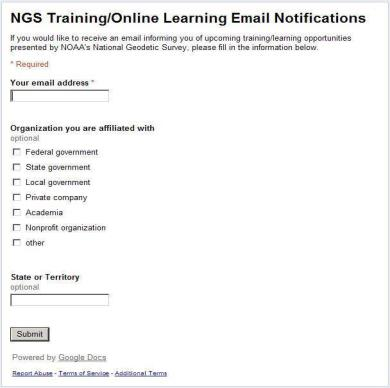 NGS Training/Online Learning Email Notifications
If you would like to receive an email informing you of upcoming training/learning opportunities
presented by NOAA's National Geodetic Survey, please fill in the information below.
* Required
Your email address *
Organization you are affiliated with
optional
Federal government
State government
Local government
Private company
Academia
Nonprofit organization
other
State or Territory
optional
Submit
Powered by Google Docs
Report Abuse - Terms of Service - Additional Terms